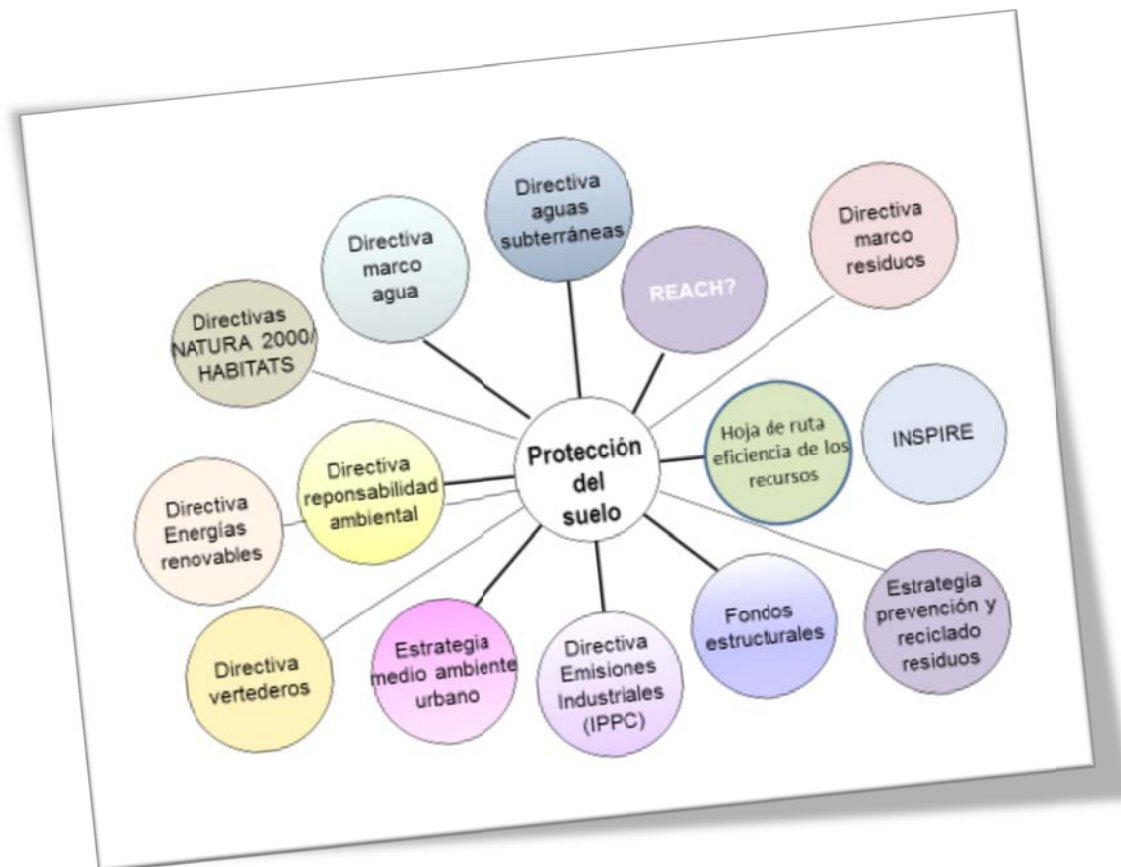 Directiva
aguas
subterráneas
Directiva
marco
residuos
Directiva
marco
agua
REACH?
Directivas
NATURA 2000/
HABITATS
Hoja de ruta
eficiencia de los
recursos
INSPIRE
Protección
del
suelo
Directiva
reponsabilidad
ambiental
Directiva
Energías
renovables
Estrategia
prevención y
reciclado
residuos
Fondos
estructurales
Estrategia
medio ambiente
urbano
Directiva
Emisiones
Industriales
(IPPC)
Directiva
vertederos